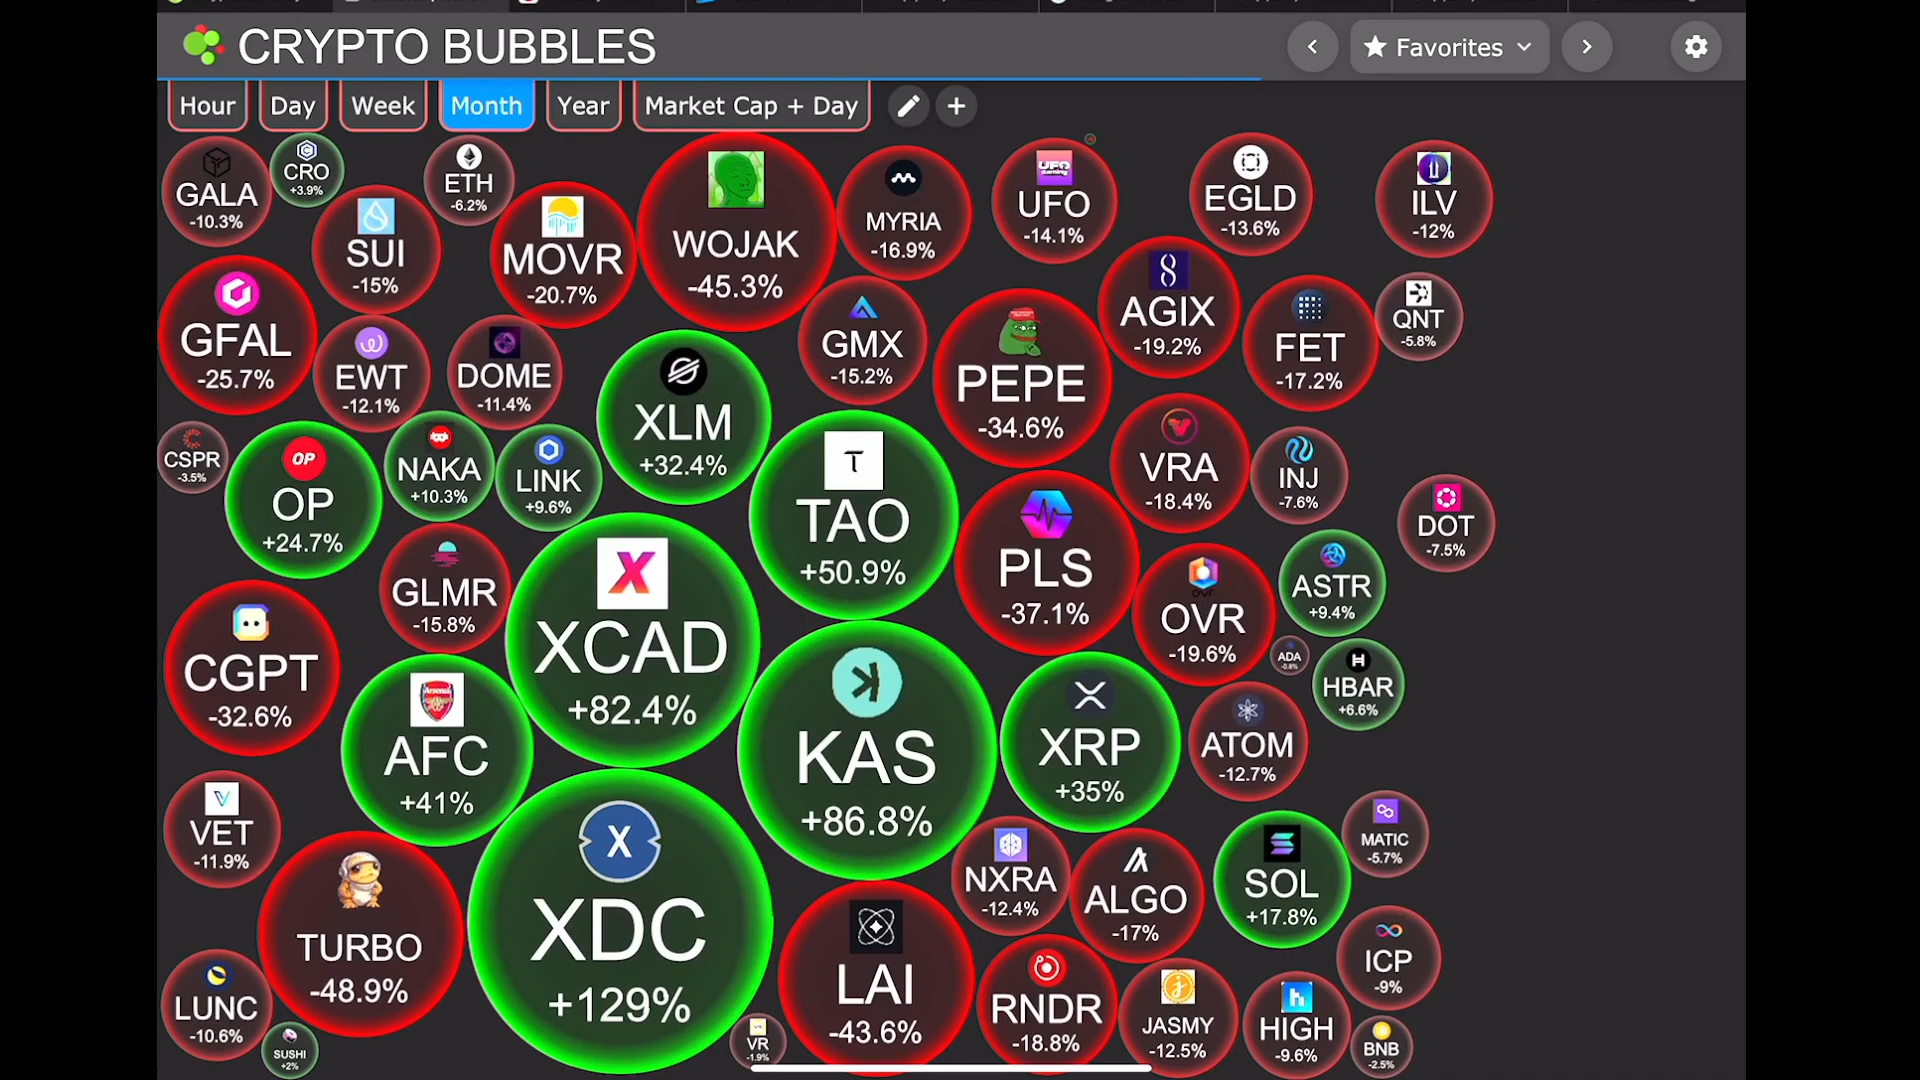 CRYPTO BUBBLES
Favorites
Hour Day Week Month Year Market Cap + Day
GALA
-10.3%
CRO
+3.9%
ETH
-6.2%
SUI
-15%
MOVR
-20.7%
WOJAK
-45.3%
MYRIA
-16.9%
UFO
-14.1%
EGLD
-13.6%
ILV
-12%
GFAL
-25.7%
EWT
-12.1%
DOME
-11.4%
XLM
+32.4%
GMX
-15.2%
PEPE
-34.6%
AGIX
-19.2%
FET
-17.2%
QNT
-5.8%
CSPR
-3.5%
OP
OP
+24.7%
NAKA
+10.3%
LINK
+9.6%
TAO
+50.9%
VRA
-18.4%
INJ
-7.6%
DOT
-7.5%
GLMR
-15.8%
X
XCAD
+82.4%
PLS
-37.1%
OVR
-19.6%
ASTR
+9.4%
ADA
-0.8%
H
HBAR
+6.6%
CGPT
-32.6%
Arsenal
AFC
+41%
KAS
+86.8%
XRP
+35%
ATOM
-12.7%
VET
-11.9%
TURBO
-48.9%
X
XDC
+129%
NXRA
-12.4%
ALGO
-17%
SOL
+17.8%
MATIC
-5.7%
LUNC
-10.6%
SUSHI
+2%
VR
-1.9%
LAI
-43.6%
RNDR
-18.8%
JASMY
-12.5%
h
HIGH
-9.6%
ICP
-9%
BNB
-2.5%